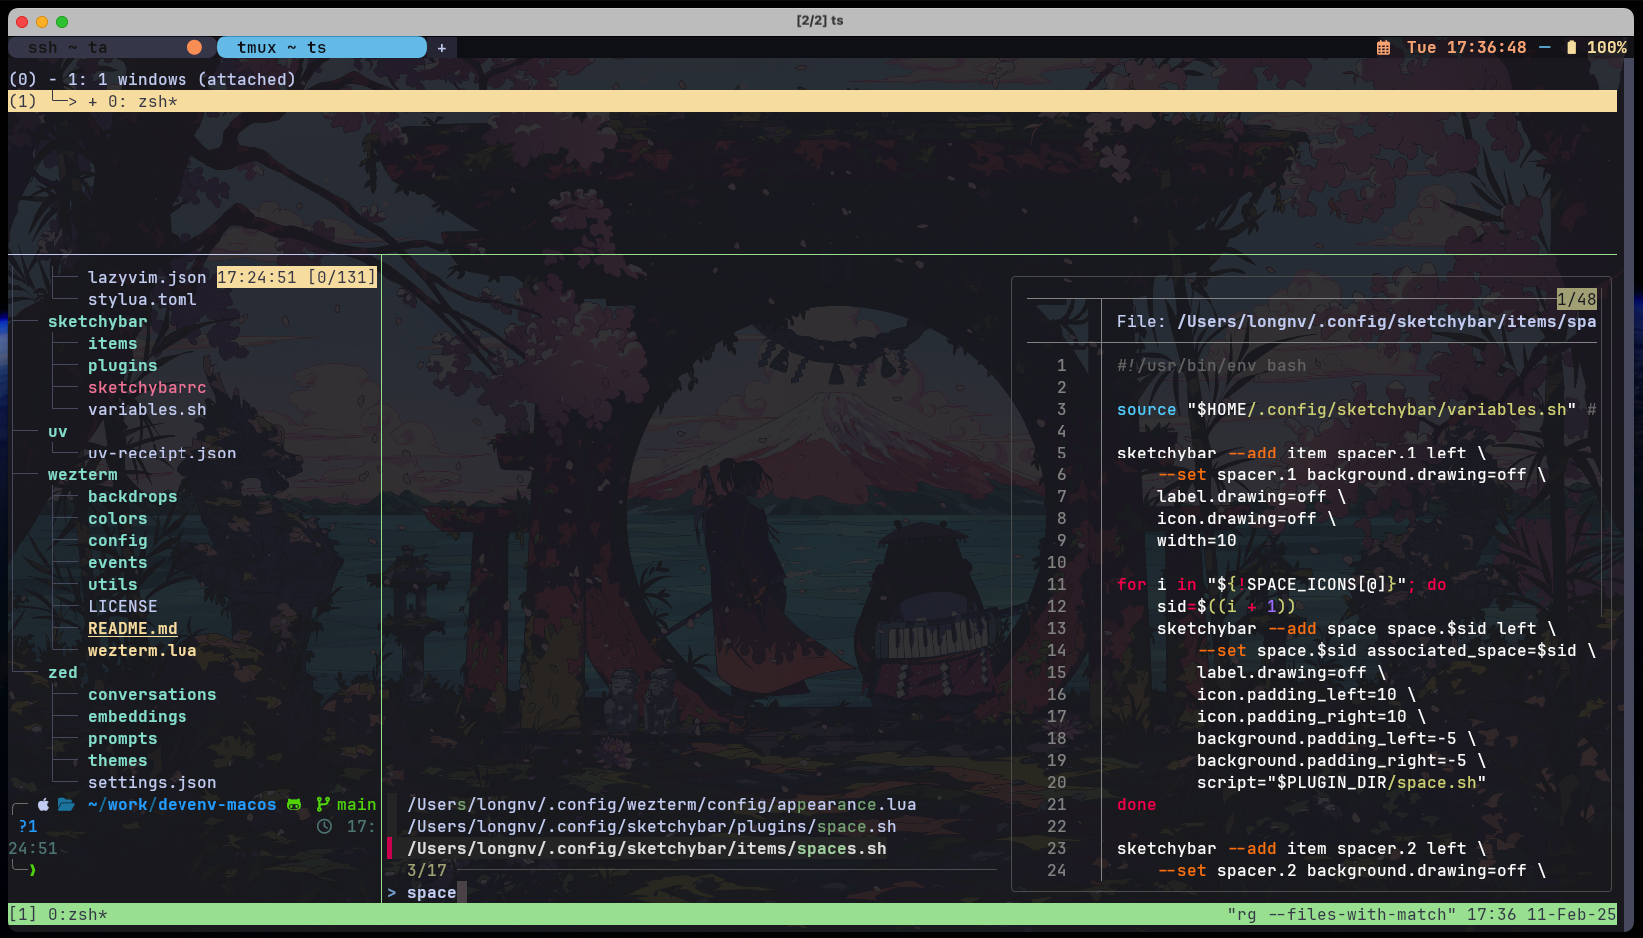 [2/2] ts
ssh ~ ta
tmux ~ ts
+
Tue 17:36:48 — 100%
(0) - 1: 1 windows (attached)
(1) └─> + 0: zsh*
lazyvim.json 17:24:51 [0/131]
stylua.toml
sketchybar
items
plugins
sketchybarrc
variables.sh
uv
uv-receipt.json
wezterm
backdrops
colors
config
events
utils
LICENSE
README.md
wezterm.lua
zed
conversations
embeddings
prompts
themes
settings.json
~/work/devenv-macos main
?1 17:
24:51
/Users/longnv/.config/wezterm/config/appearance.lua
/Users/longnv/.config/sketchybar/plugins/space.sh
/Users/longnv/.config/sketchybar/items/spaces.sh
3/17
> space
1/48
File: /Users/longnv/.config/sketchybar/items/spa
1 #!/usr/bin/env bash
2
3 source "$HOME/.config/sketchybar/variables.sh" #
4
5 sketchybar --add item spacer.1 left \
6 --set spacer.1 background.drawing=off \
7 label.drawing=off \
8 icon.drawing=off \
9 width=10
10
11 for i in "${!SPACE_ICONS[@]}"; do
12 sid=$((i + 1))
13 sketchybar --add space space.$sid left \
14 --set space.$sid associated_space=$sid \
15 label.drawing=off \
16 icon.padding_left=10 \
17 icon.padding_right=10 \
18 background.padding_left=-5 \
19 background.padding_right=-5 \
20 script="$PLUGIN_DIR/space.sh"
21 done
22
23 sketchybar --add item spacer.2 left \
24 --set spacer.2 background.drawing=off \
[1] 0:zsh*
"rg --files-with-match" 17:36 11-Feb-25